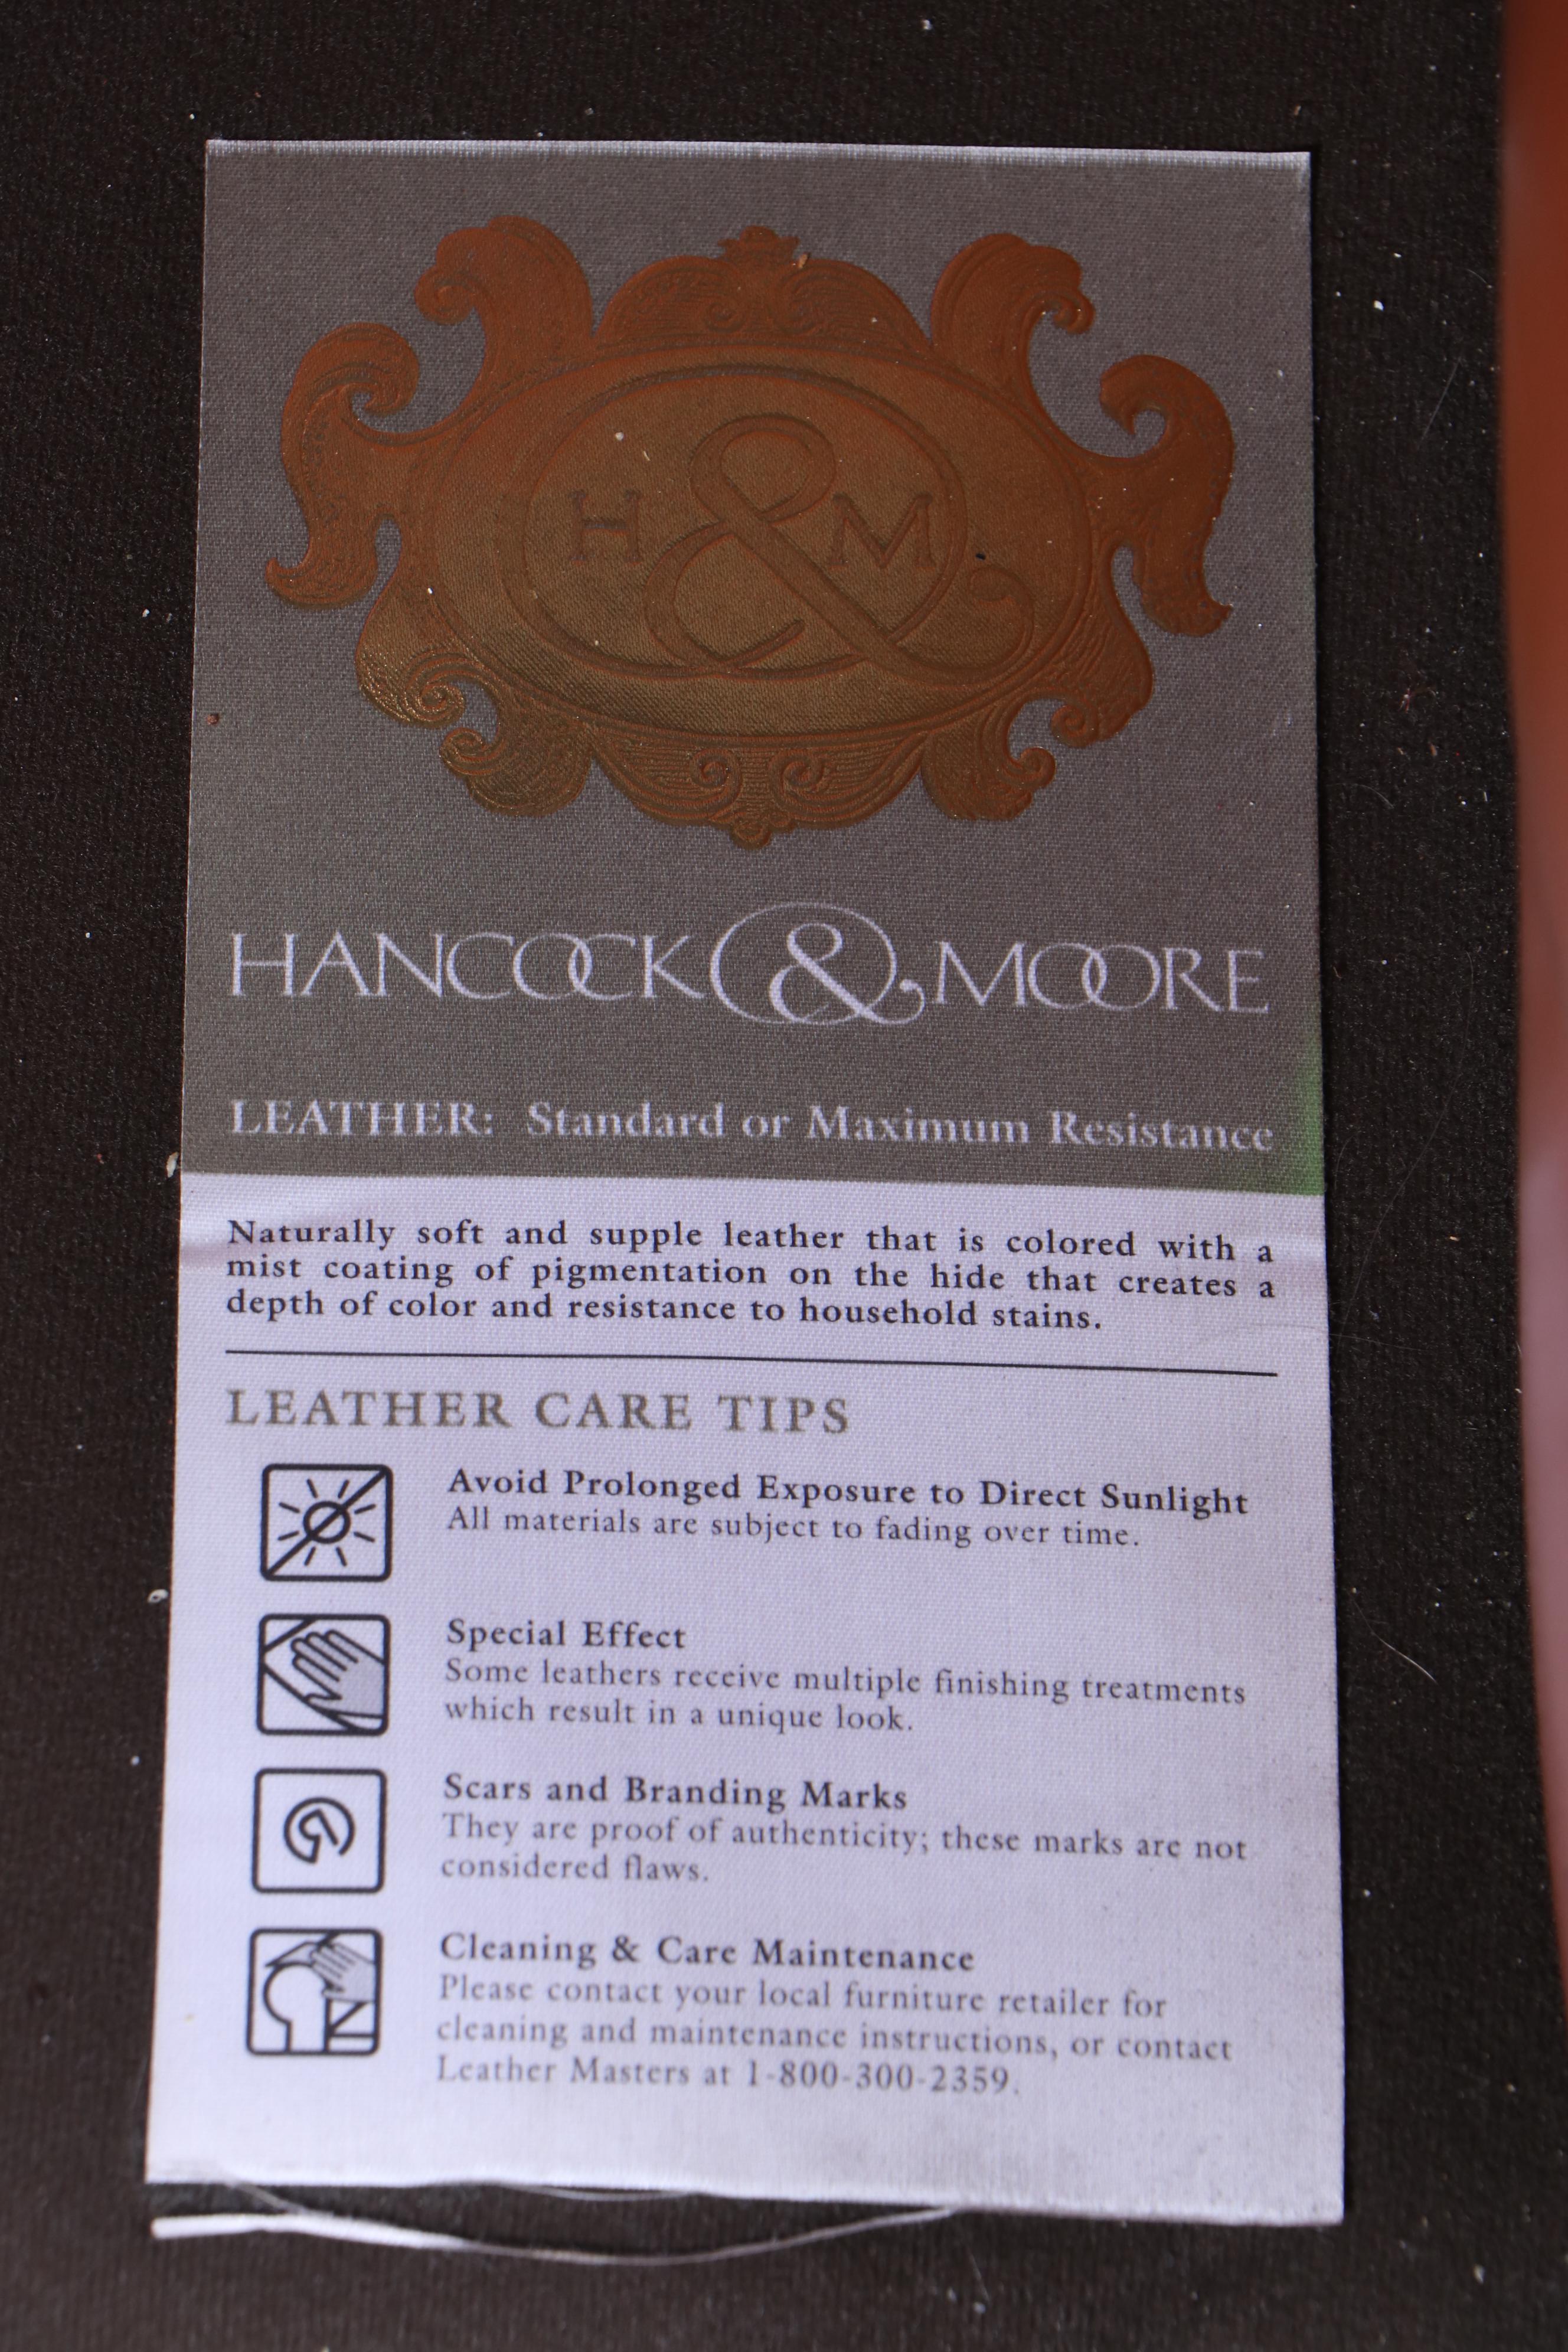 H & M
HANCOCK & MOORE
LEATHER: Standard or Maximum Resistance
Naturally soft and supple leather that is colored with a
mist coating of pigmentation on the hide that creates a
depth of color and resistance to household stains.
LEATHER CARE TIPS
Avoid Prolonged Exposure to Direct Sunlight
All materials are subject to fading over time.
Special Effect
Some leathers receive multiple finishing treatments
which result in a unique look.
Scars and Branding Marks
They are proof of authenticity; these marks are not
considered flaws.
Cleaning & Care Maintenance
Please contact your local furniture retailer for
cleaning and maintenance instructions, or contact
Leather Masters at 1-800-300-2359.